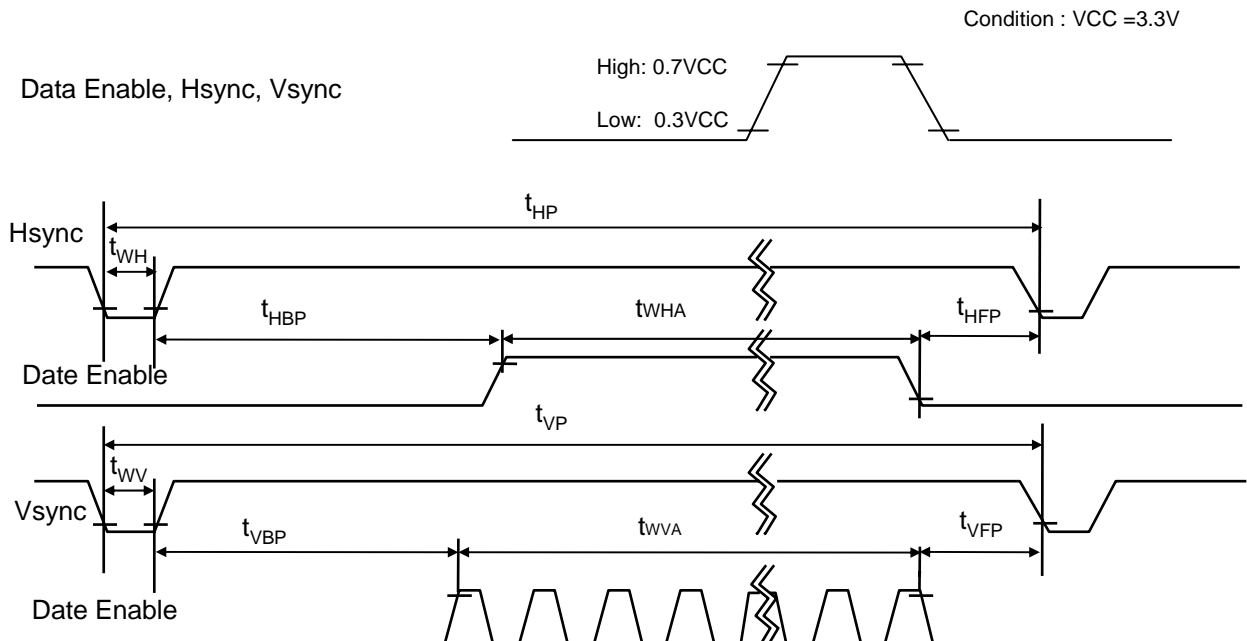 Condition : VCC =3.3V
High: 0.7VCC
Data Enable, Hsync, Vsync
Low: 0.3VCC
tHP
Hsync
tWH
tHBP
tWHA
tHFP
Date Enable
tVP
tWV
Vsync
tVBP
tWVA
tVFP
Date Enable